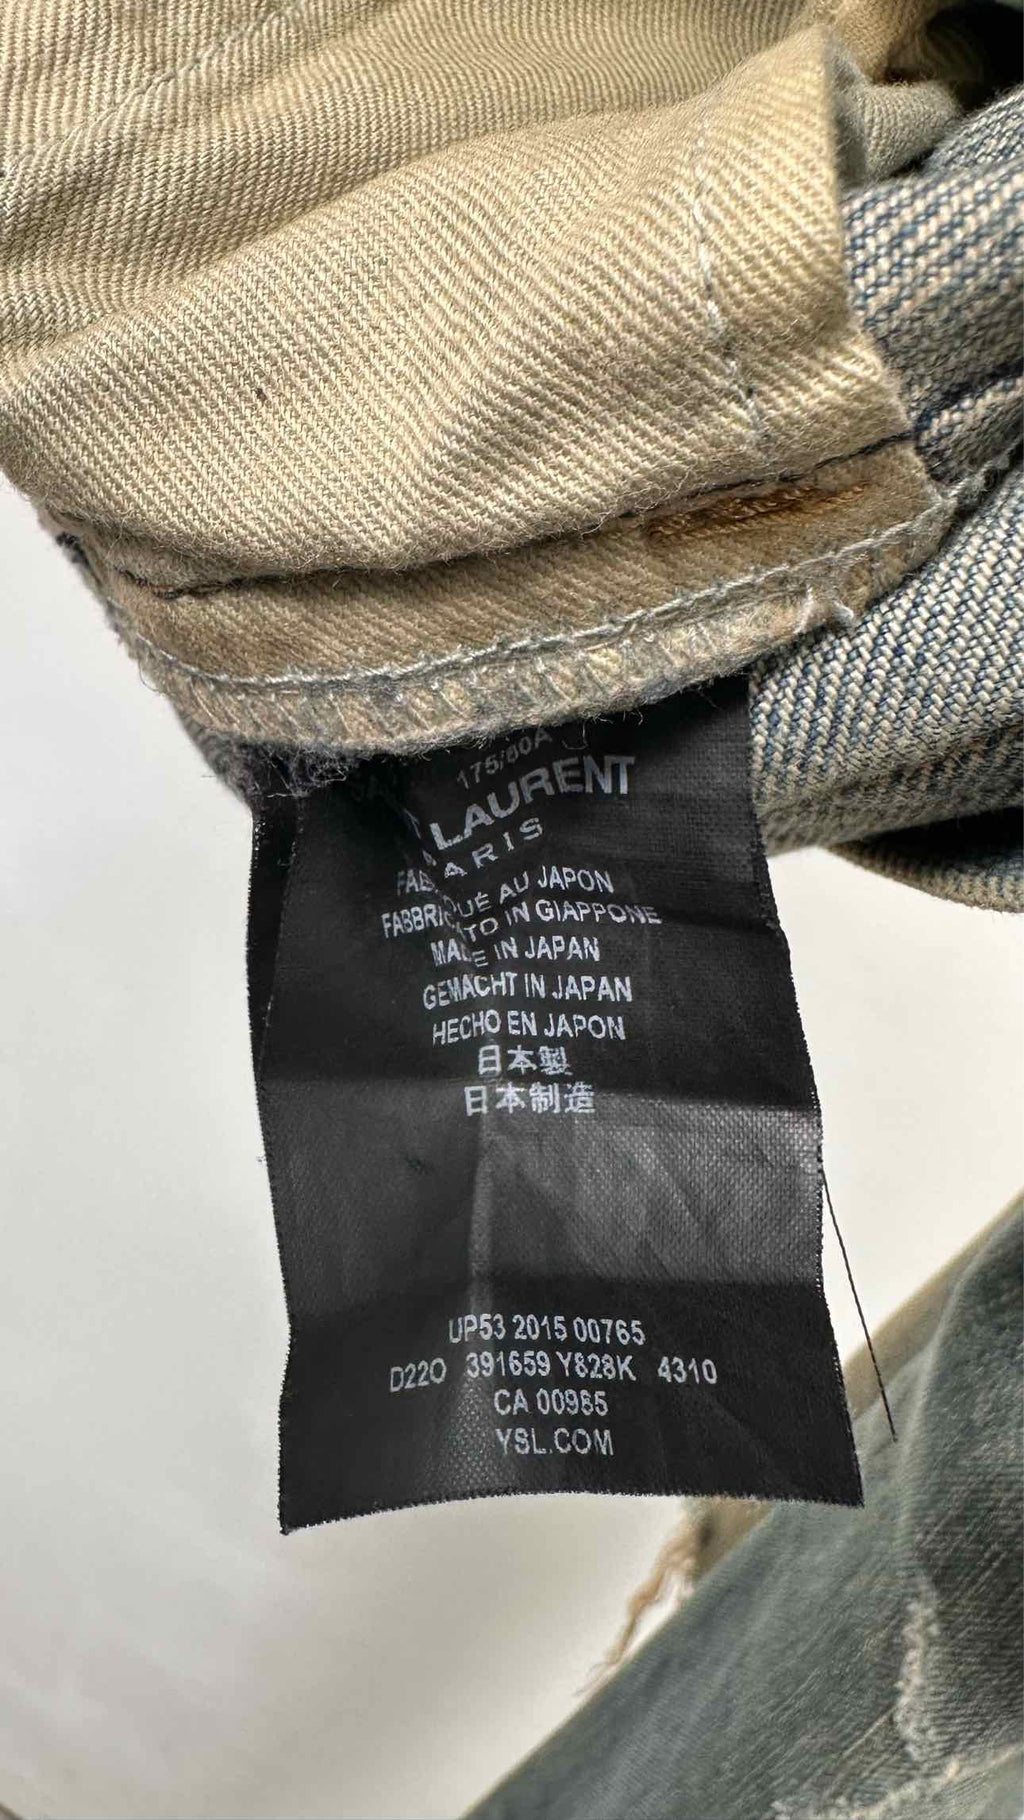 175/80A
LAURENT
PARIS
FABRIQUÉ AU JAPON
FABBRICATO IN GIAPPONE
MADE IN JAPAN
GEMACHT IN JAPAN
HECHO EN JAPON
日本製
日本制造
UP53 2015 00765
D22O 391659 Y828K 4310
CA 00985
YSL.COM